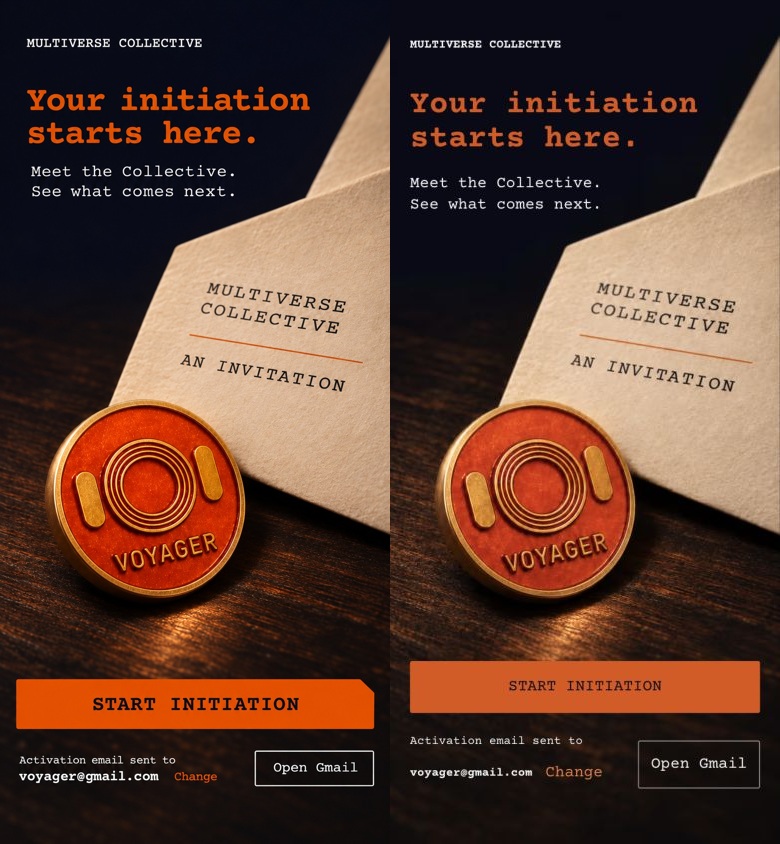 MULTIVERSE COLLECTIVE
Your initiation
starts here.
Meet the Collective.
See what comes next.
MULTIVERSE
COLLECTIVE
AN INVITATION
VOYAGER
START INITIATION
Activation email sent to
voyager@gmail.com Change
Open Gmail
MULTIVERSE COLLECTIVE
Your initiation
starts here.
Meet the Collective.
See what comes next.
MULTIVERSE
COLLECTIVE
AN INVITATION
VOYAGER
START INITIATION
Activation email sent to
voyager@gmail.com Change
Open Gmail